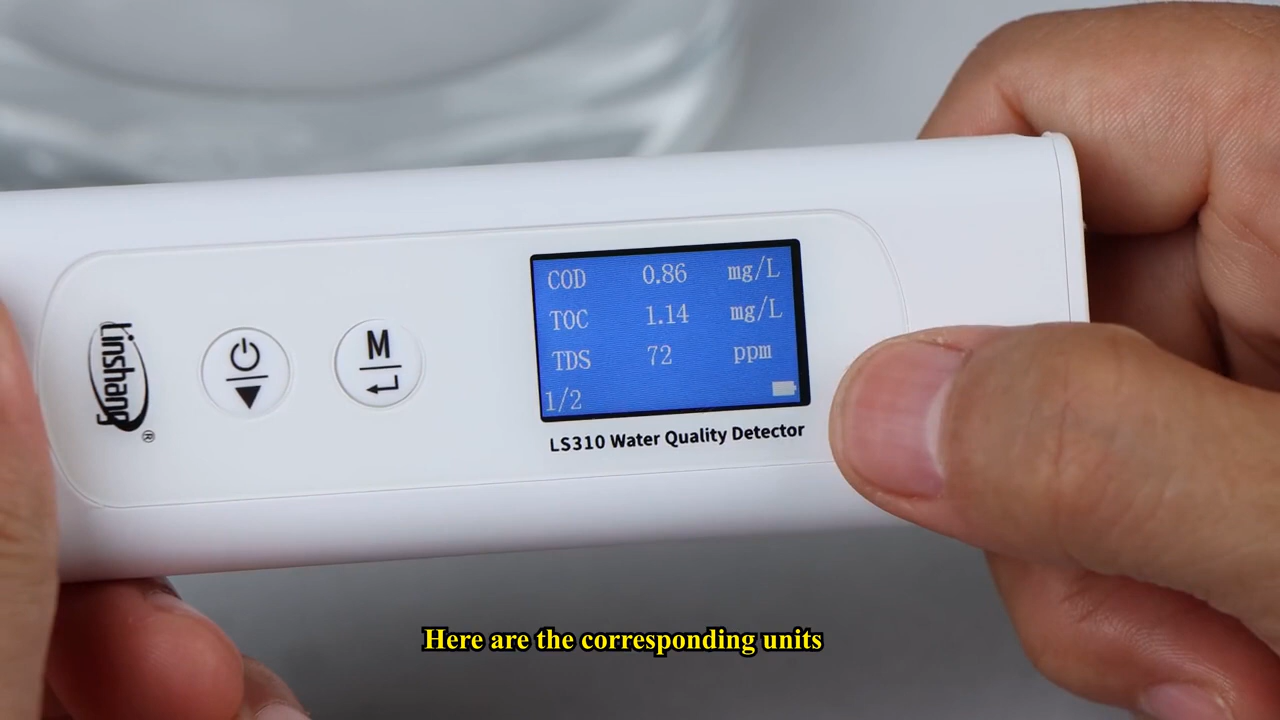 Linshang®
M
COD 0.86 mg/L
TOC 1.14 mg/L
TDS 72 ppm
1/2
LS310 Water Quality Detector
Here are the corresponding units